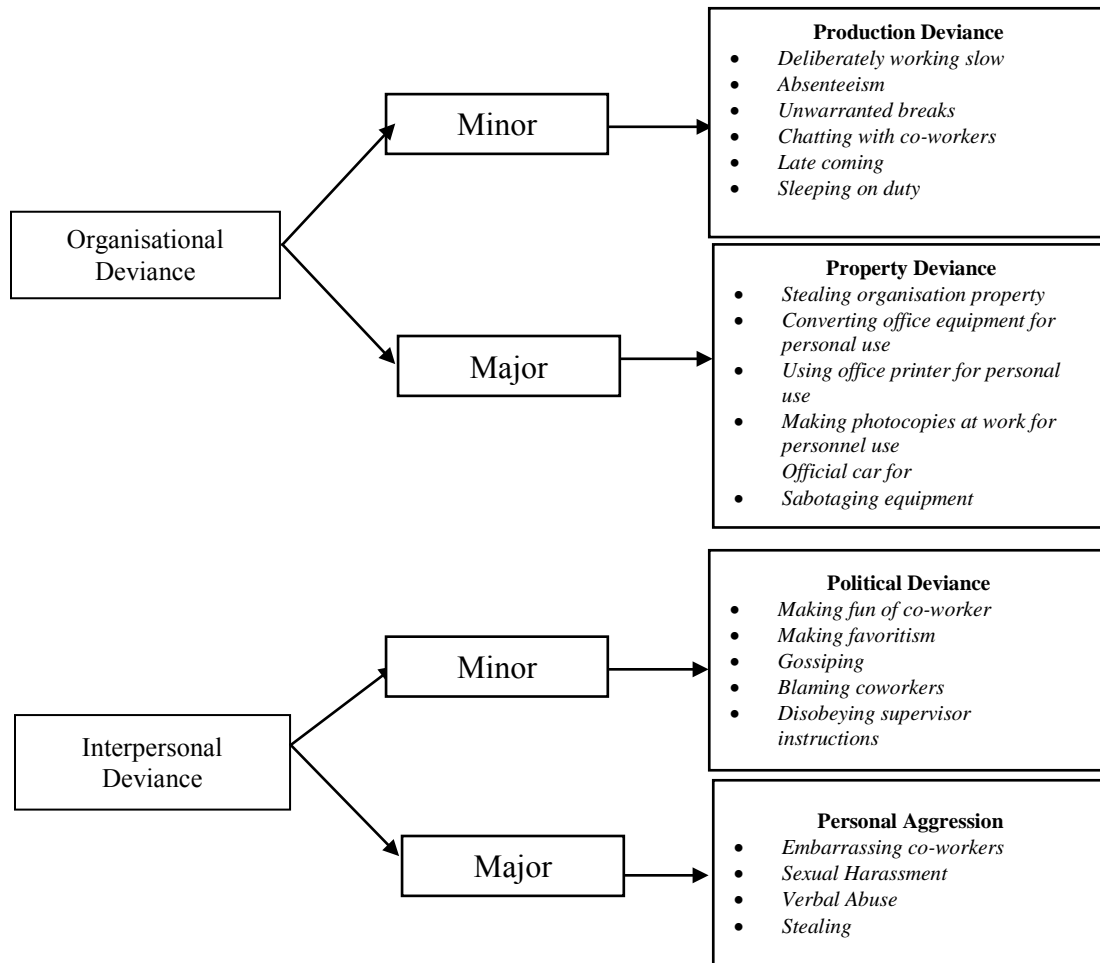 Organisational
Deviance
Minor
Production Deviance
• Deliberately working slow
• Absenteeism
• Unwarranted breaks
• Chatting with co-workers
• Late coming
• Sleeping on duty
Major
Property Deviance
• Stealing organisation property
• Converting office equipment for
personal use
• Using office printer for personal
use
• Making photocopies at work for
personnel use
Official car for
• Sabotaging equipment
Interpersonal
Deviance
Minor
Political Deviance
• Making fun of co-worker
• Making favoritism
• Gossiping
• Blaming coworkers
• Disobeying supervisor
instructions
Major
Personal Aggression
• Embarrassing co-workers
• Sexual Harassment
• Verbal Abuse
• Stealing